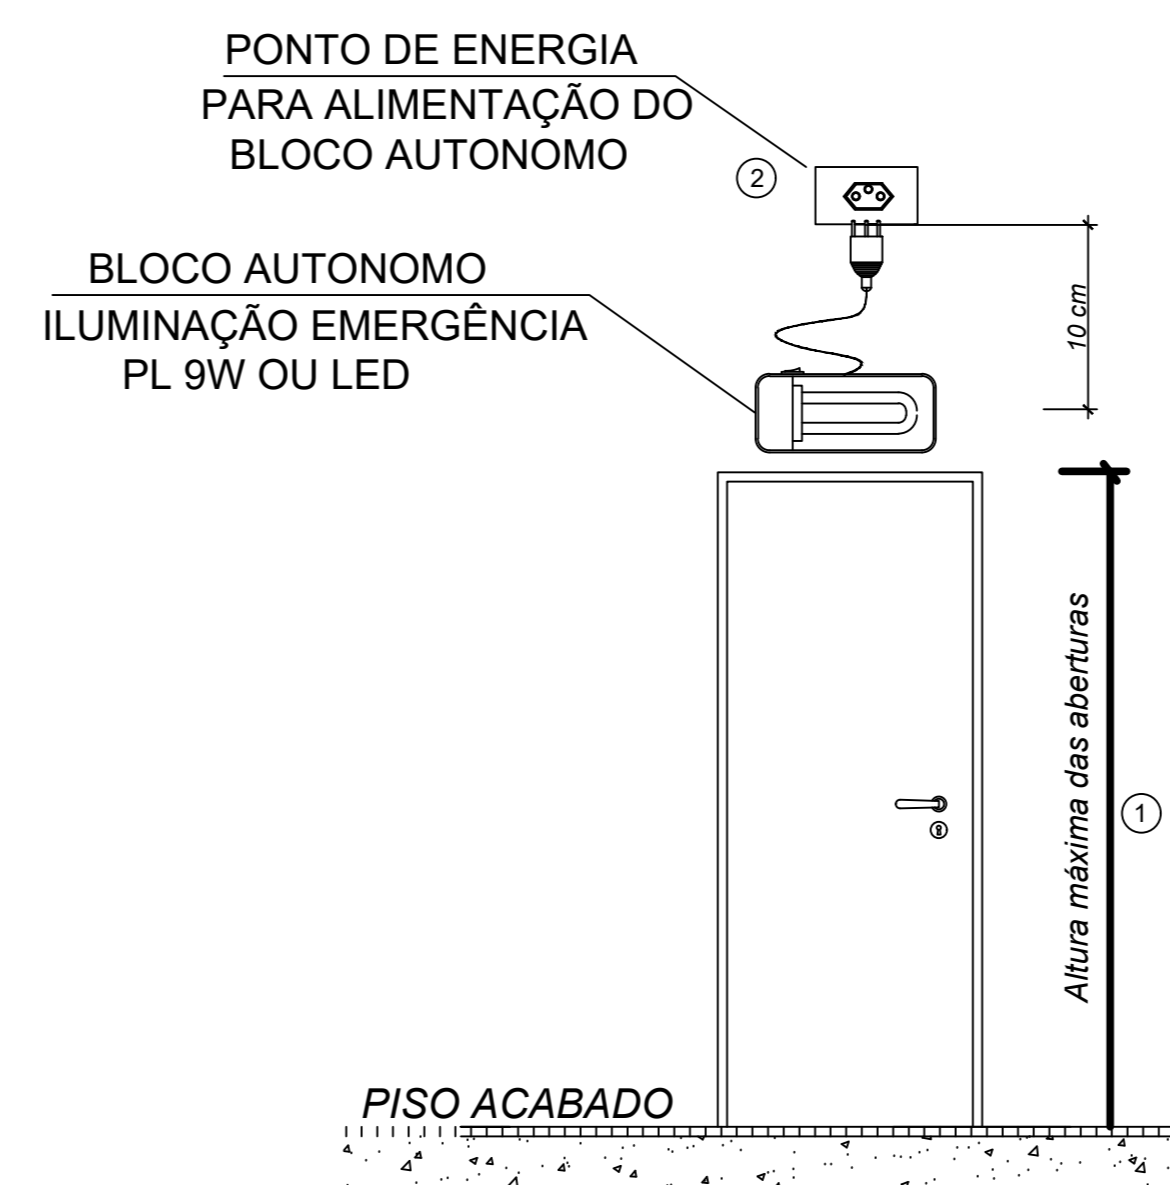 PONTO DE ENERGIA
PARA ALIMENTAÇÃO DO
BLOCO AUTONOMO
2
BLOCO AUTONOMO
ILUMINAÇÃO EMERGÊNCIA
PL 9W OU LED
10 cm
Altura máxima das aberturas
1
PISO ACABADO